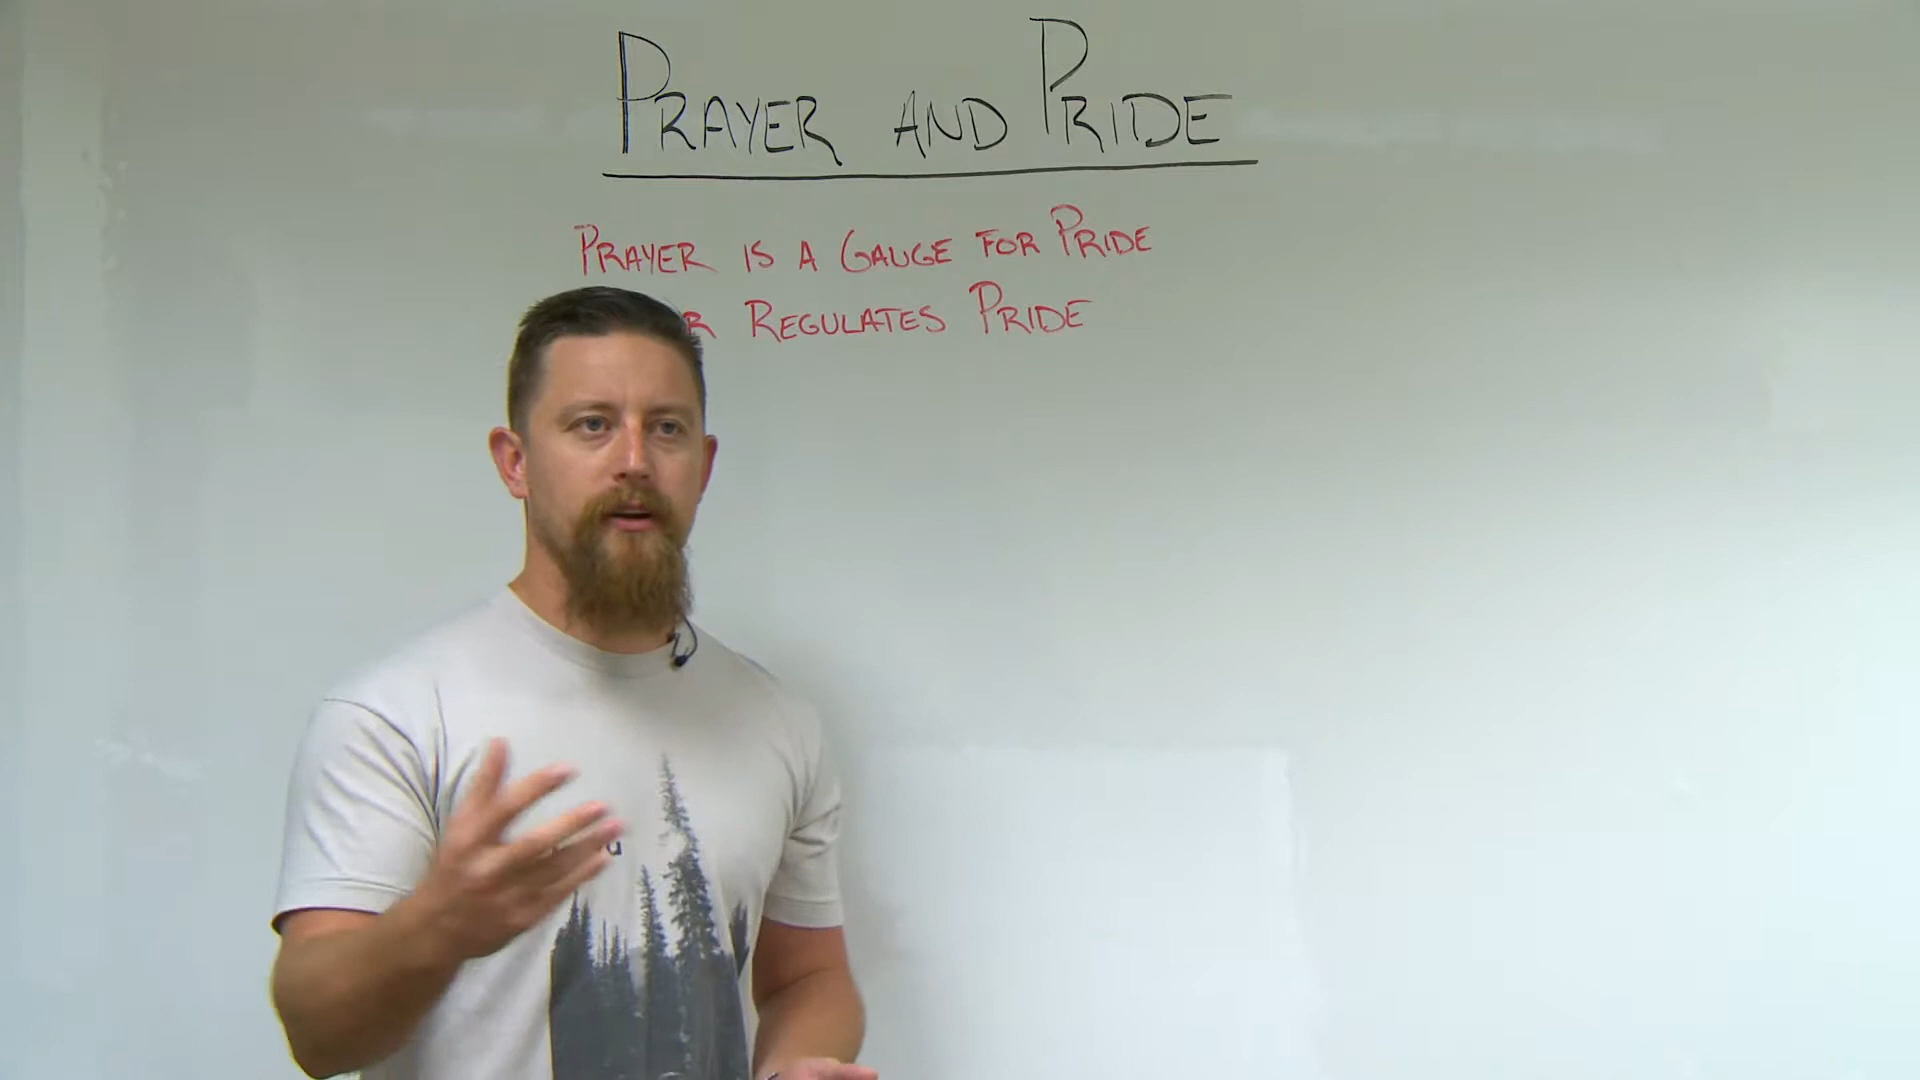 PRAYER AND PRIDE
PRAYER IS A GAUGE FOR PRIDE
REGULATES PRIDE